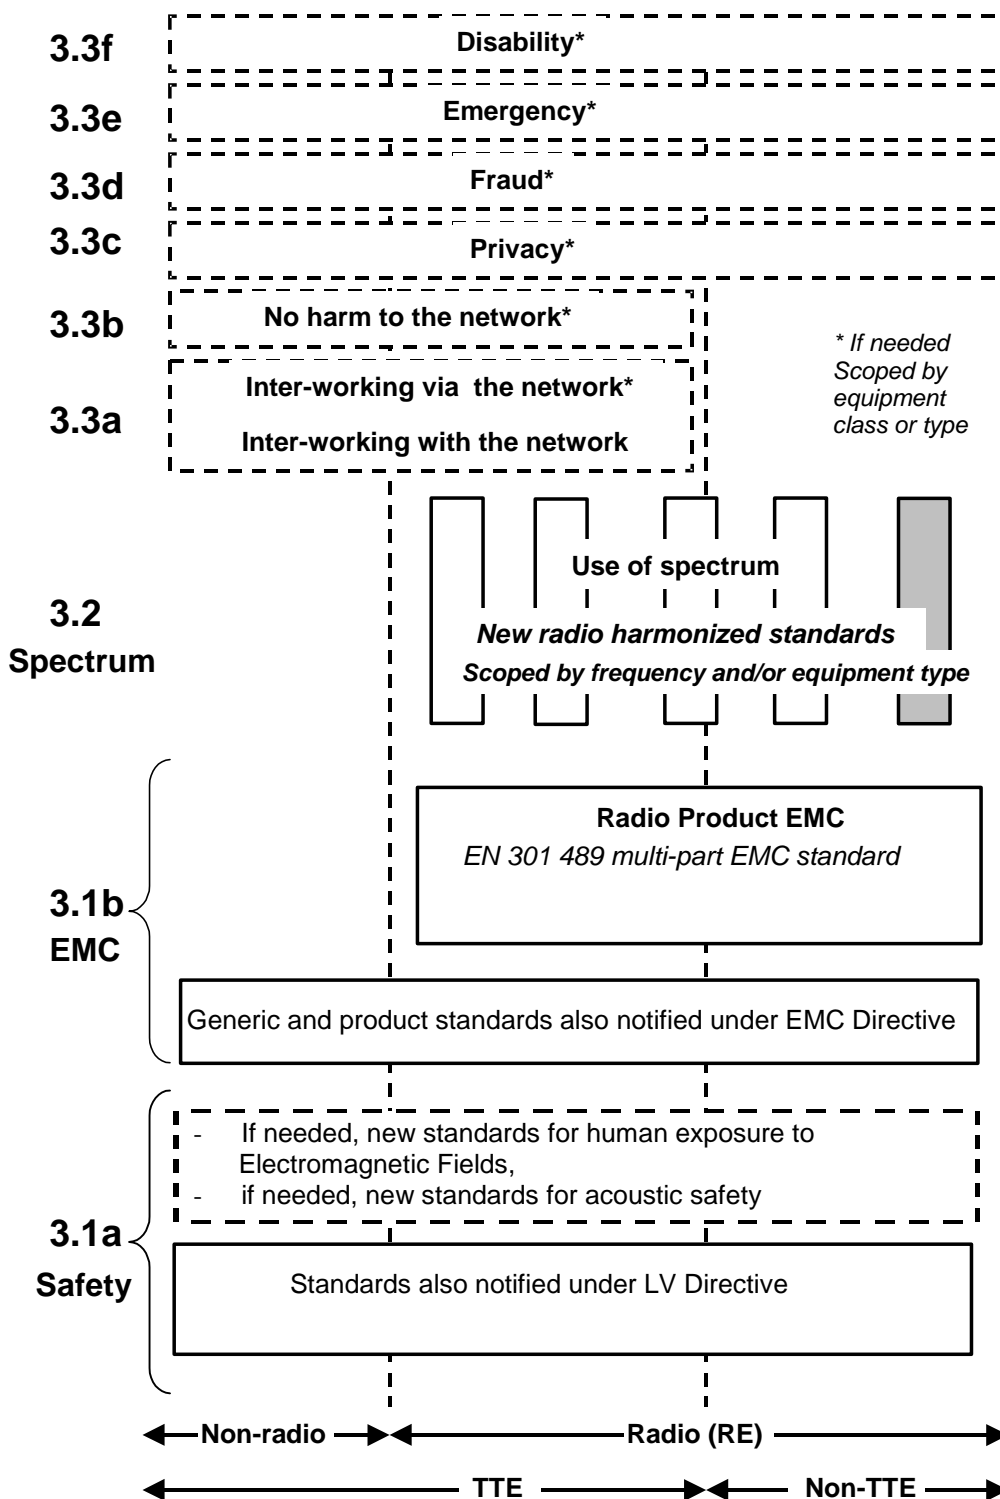 3.3f
Disability*
3.3e
Emergency*
3.3d
Fraud*
3.3c
Privacy*
3.3b
No harm to the network*
* If needed
Scoped by
equipment
class or type
3.3a
Inter-working via the network*
Inter-working with the network
Use of spectrum
3.2
Spectrum
New radio harmonized standards
Scoped by frequency and/or equipment type
Radio Product EMC
EN 301 489 multi-part EMC standard
3.1b
EMC
Generic and product standards also notified under EMC Directive
- If needed, new standards for human exposure to
Electromagnetic Fields,
- if needed, new standards for acoustic safety
3.1a
Safety
Standards also notified under LV Directive
Non-radio
Radio (RE)
TTE
Non-TTE